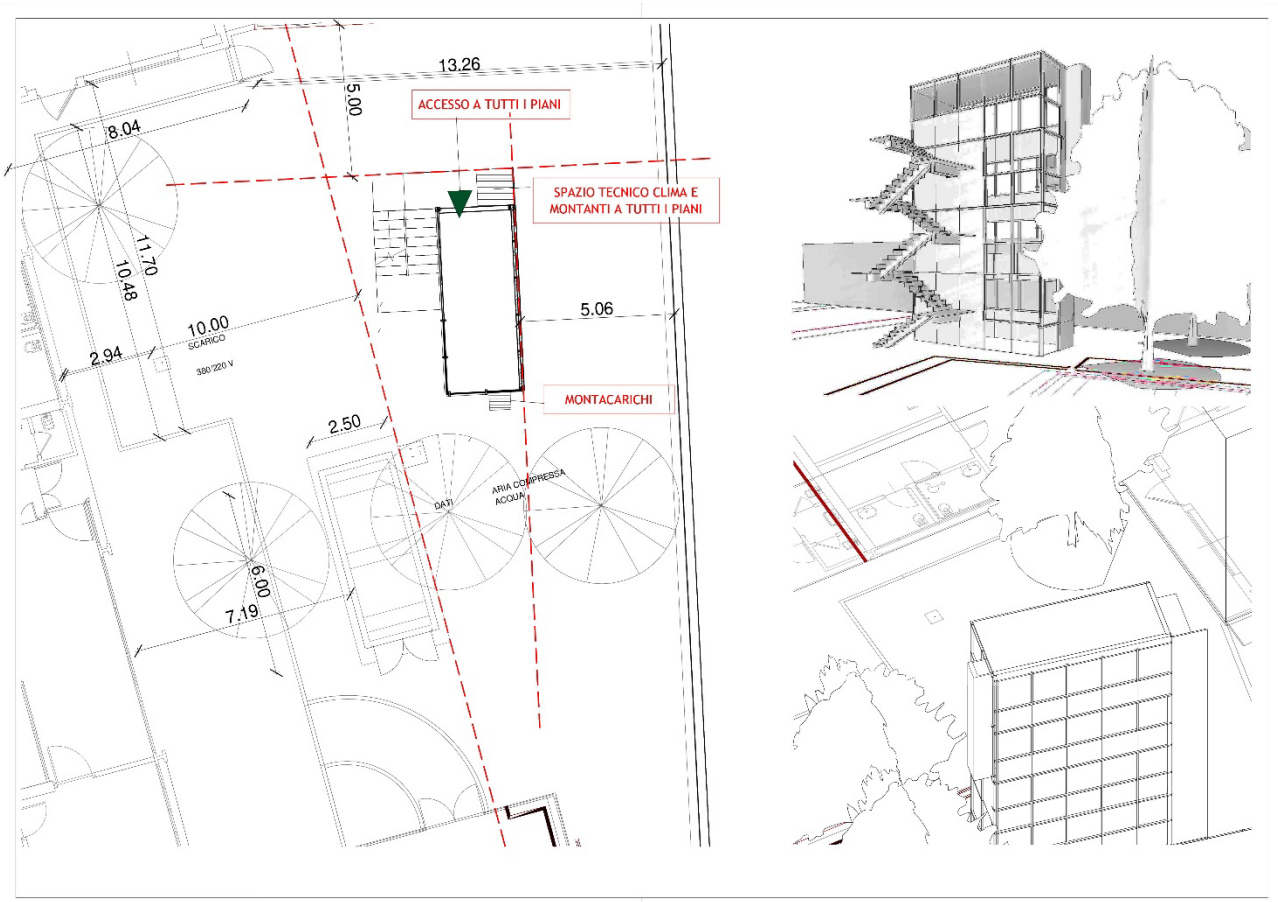 13.26
ACCESSO A TUTTI I PIANI
5.00
8.04
SPAZIO TECNICO CLIMA E
MONTANTI A TUTTI I PIANI
11.70
10.48
10.00
SCARICO
5.06
2.94
380'220 V
MONTACARICHI
2.50
ARIA COMPRESSA
DATI
ACQUA
6.00
7.19